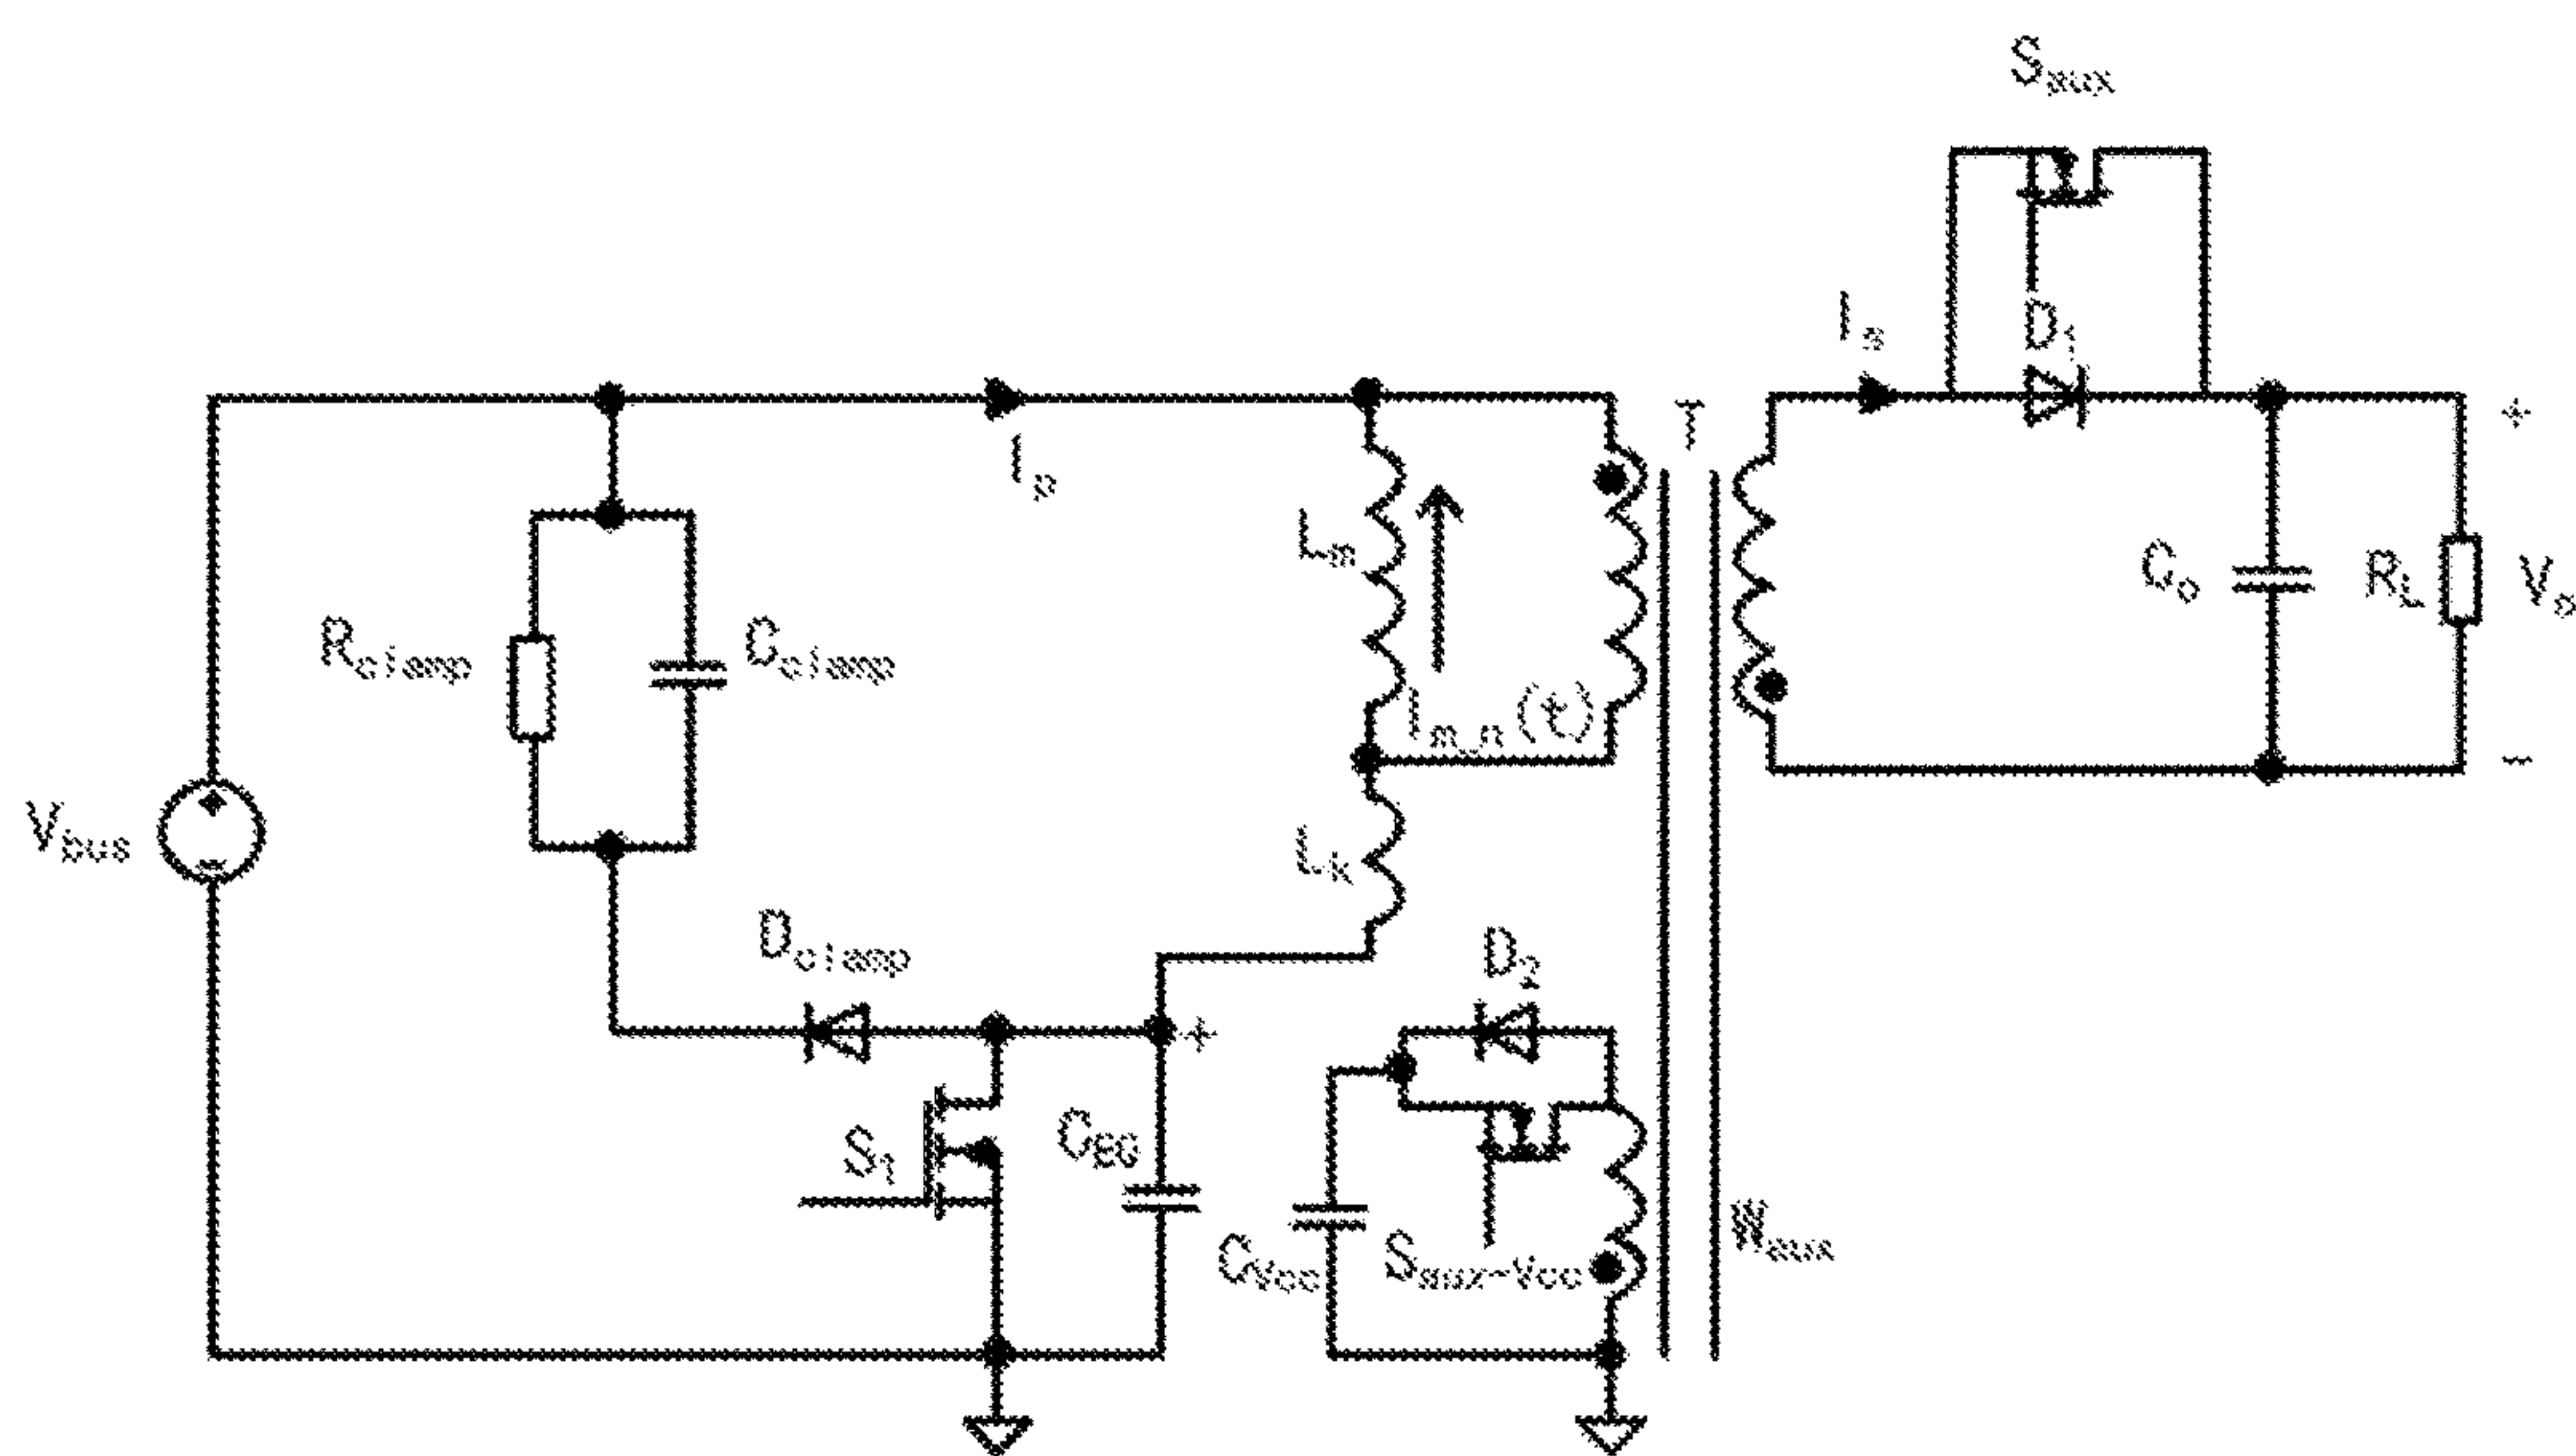 Saux
Is
D1
Ip
T
+
Lm
Co
RL
Vo
Rclamp
Cclamp
Im_n(t)
-
Vbus
+
-
Lk
Dclamp
D2
+
S1
CEQ
CVcc
Saux-Vcc
Waux